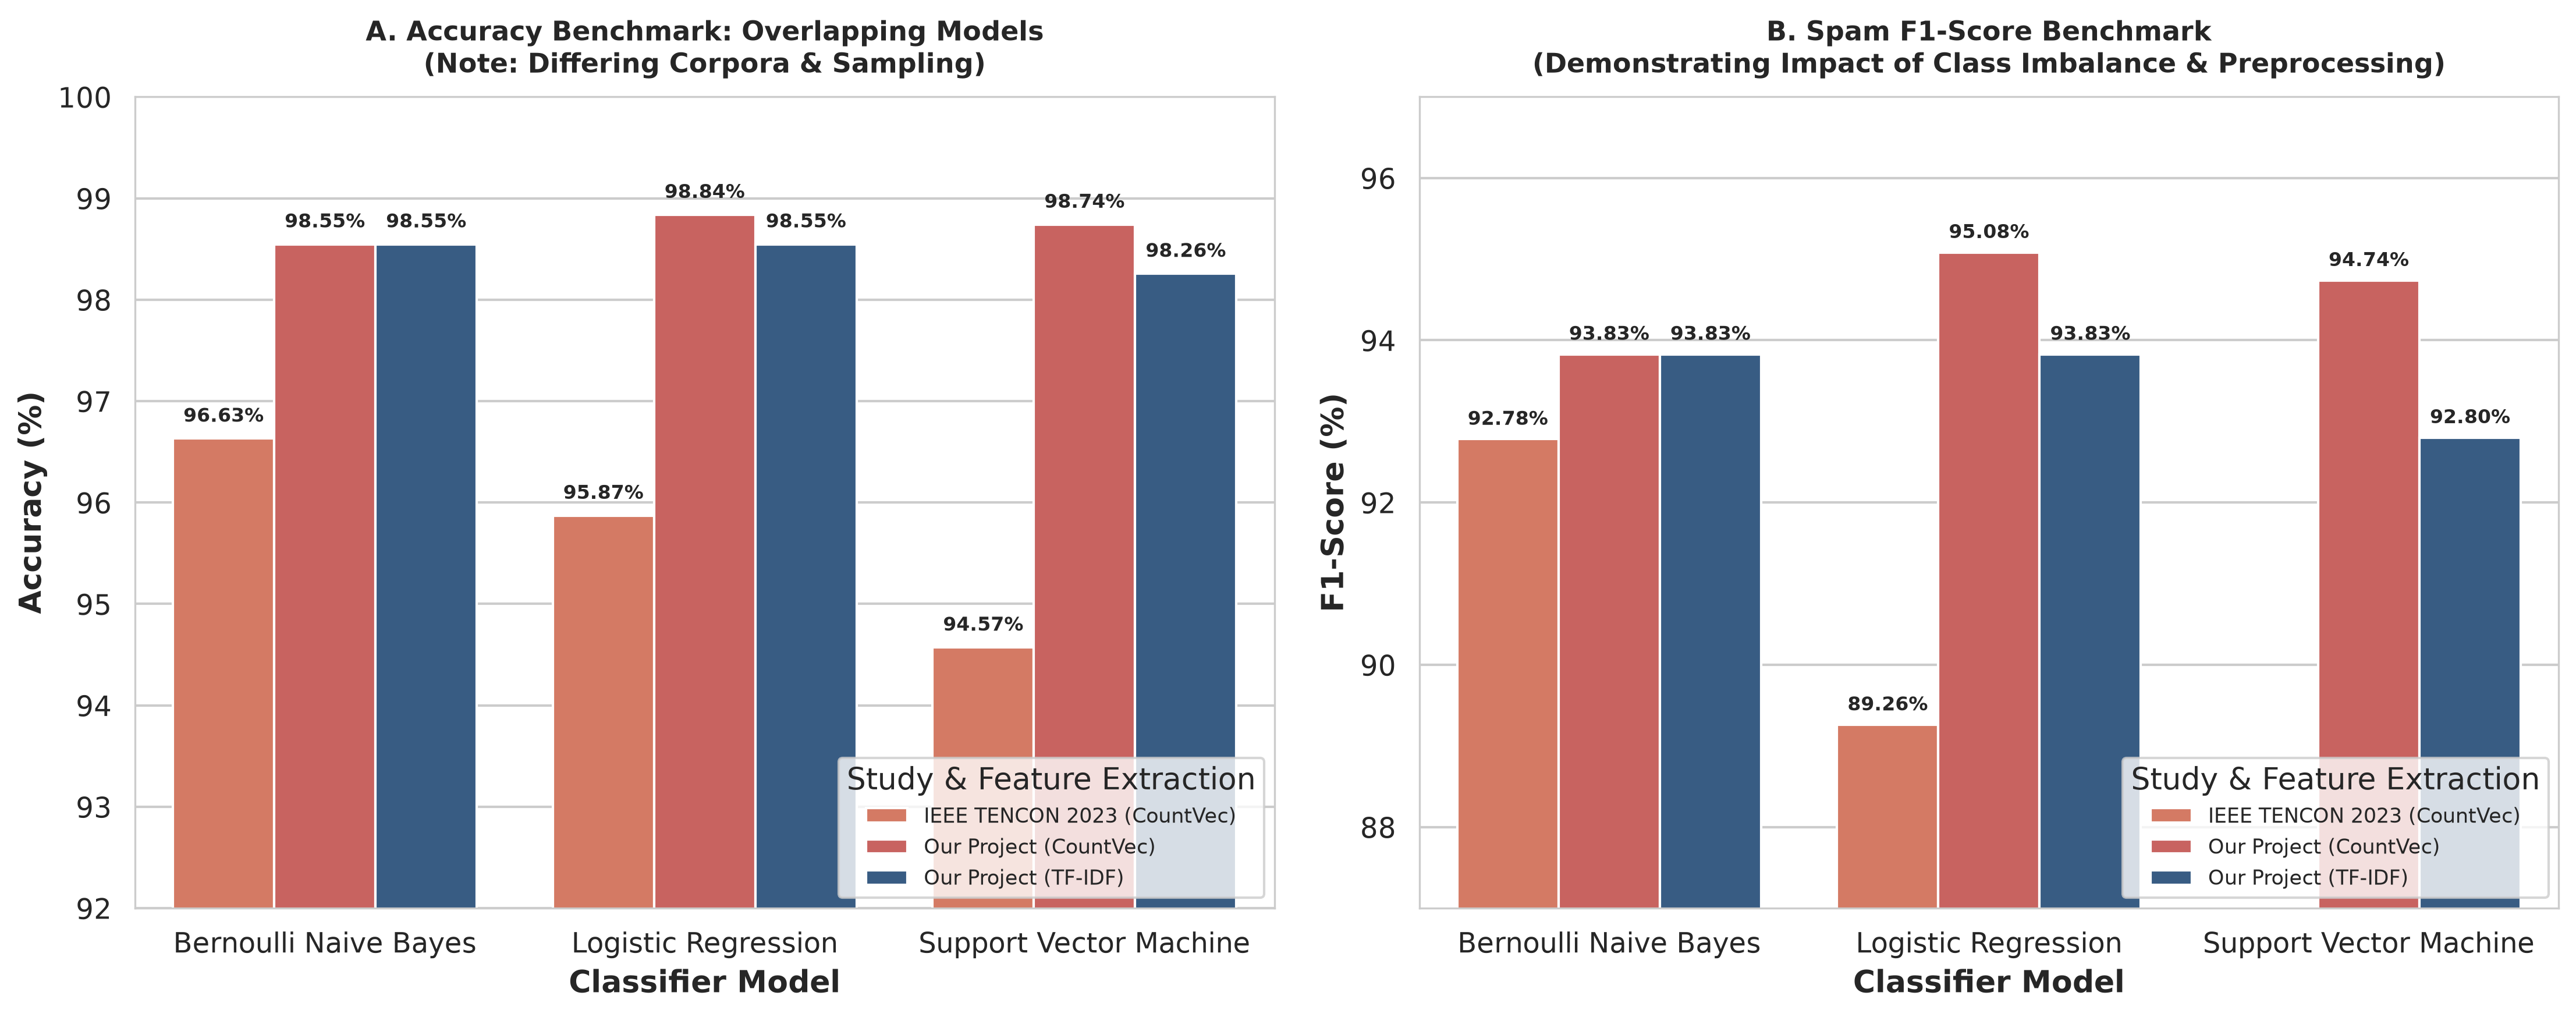 A. Accuracy Benchmark: Overlapping Models
(Note: Differing Corpora & Sampling)
Accuracy (%)
100
99
98
97
96
95
94
93
92
96.63%
98.55%
98.55%
95.87%
98.84%
98.55%
94.57%
98.74%
98.26%
Study & Feature Extraction
IEEE TENCON 2023 (CountVec)
Our Project (CountVec)
Our Project (TF-IDF)
Bernoulli Naive Bayes
Logistic Regression
Support Vector Machine
Classifier Model
B. Spam F1-Score Benchmark
(Demonstrating Impact of Class Imbalance & Preprocessing)
F1-Score (%)
96
94
92
90
88
92.78%
93.83%
93.83%
89.26%
95.08%
93.83%
94.74%
92.80%
Study & Feature Extraction
IEEE TENCON 2023 (CountVec)
Our Project (CountVec)
Our Project (TF-IDF)
Bernoulli Naive Bayes
Logistic Regression
Support Vector Machine
Classifier Model